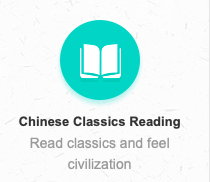 Chinese Classics Reading
Read classics and feel
civilization